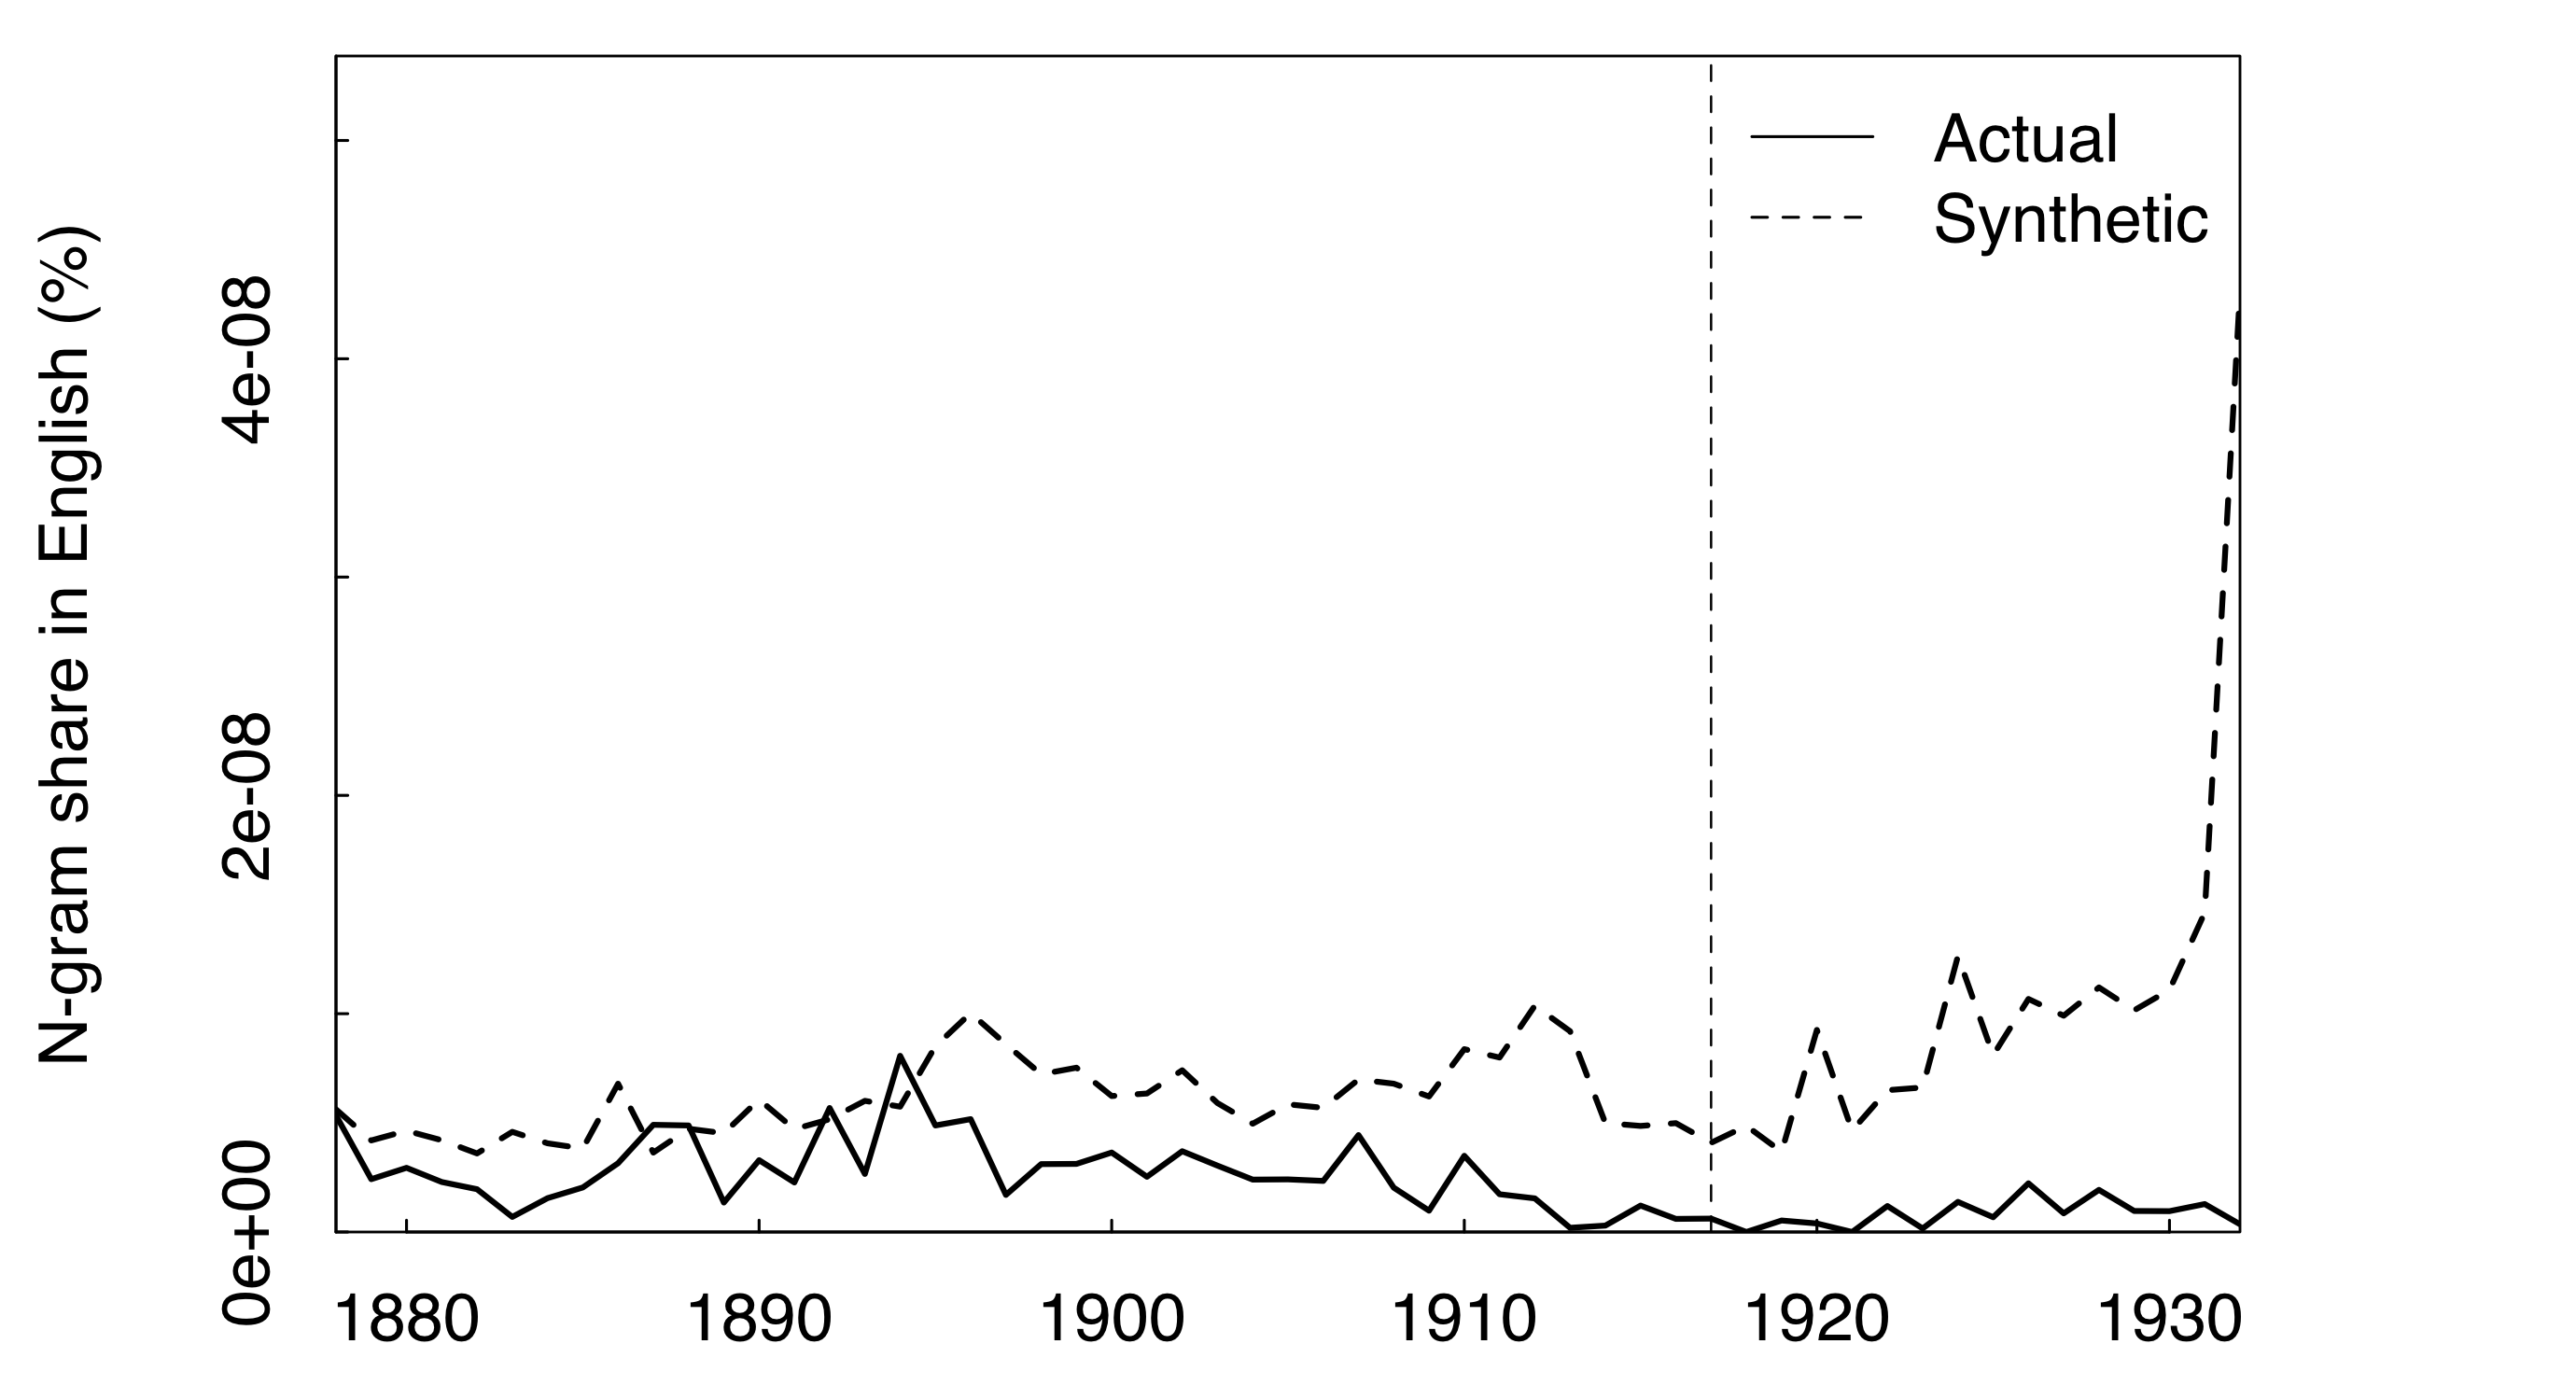 N-gram share in English (%)
4e-08
2e-08
0e+00
Actual
Synthetic
1880 1890 1900 1910 1920 1930